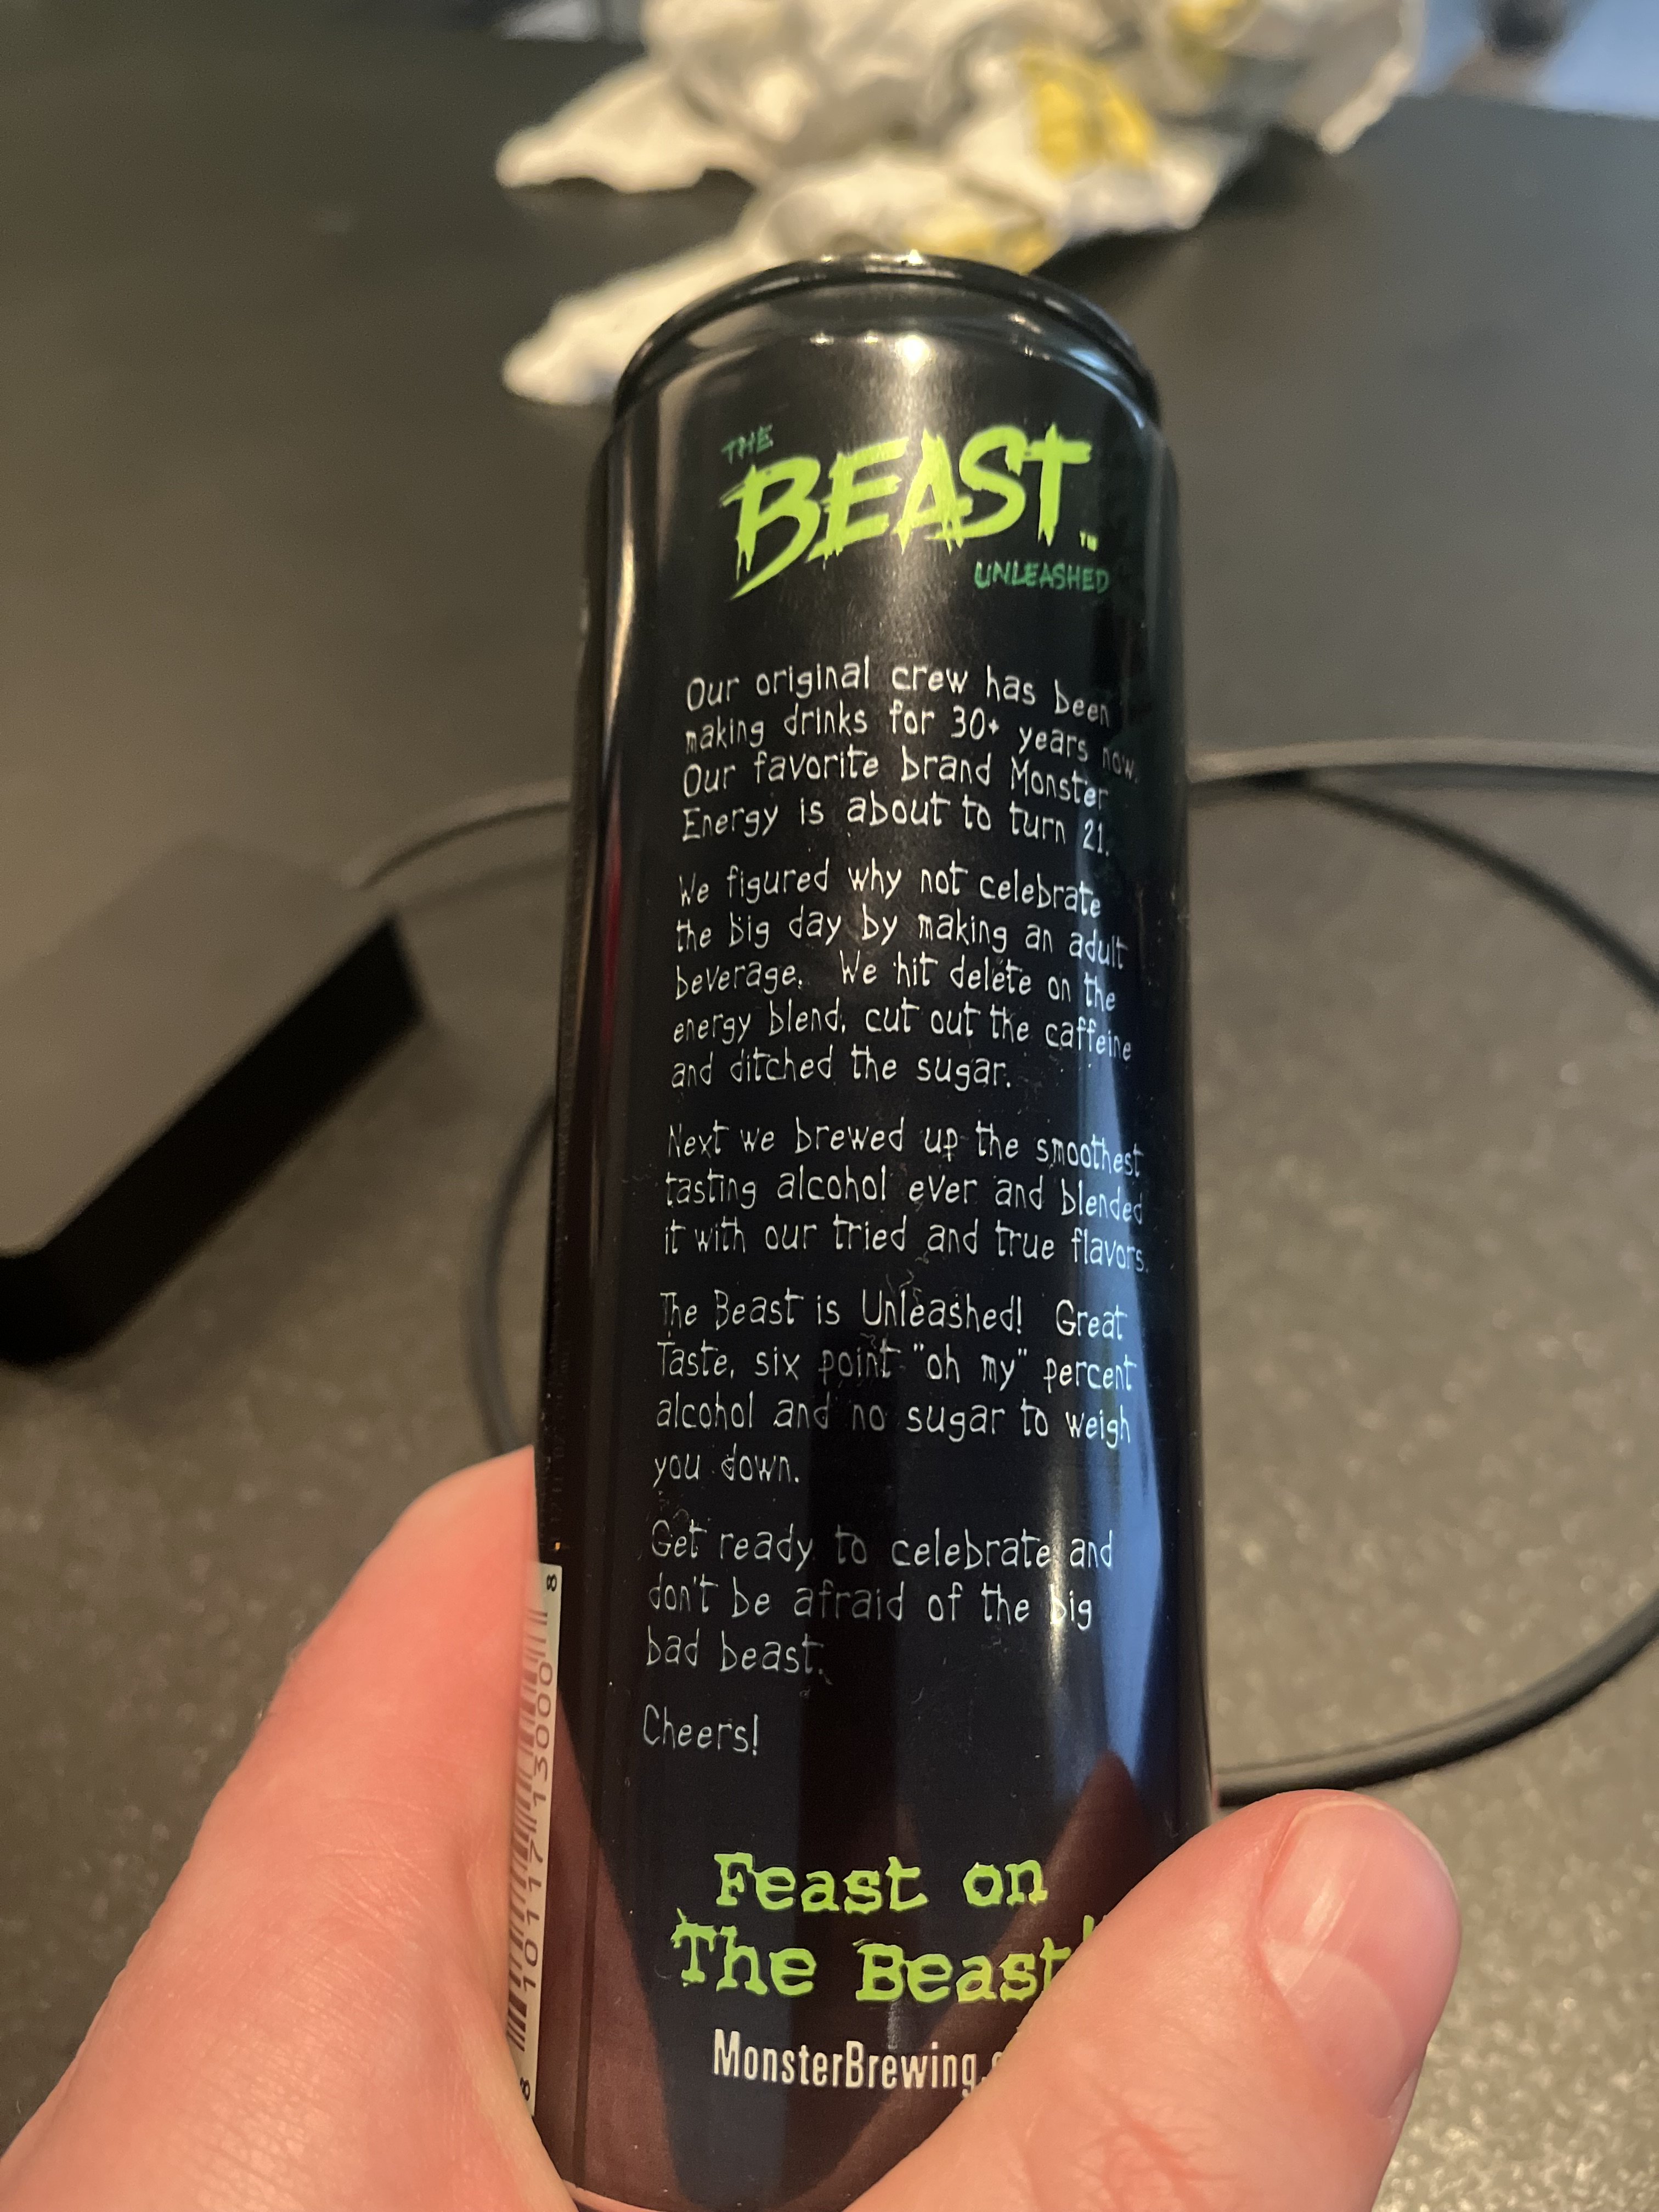 THE
BEAST™
UNLEASHED
Our original crew has been
making drinks for 30+ years now.
Our favorite brand Monster
Energy is about to turn 21.
We figured why not celebrate
the big day by making an adult
beverage. We hit delete on the
energy blend, cut out the caffeine
and ditched the sugar.
Next we brewed up the smoothest
tasting alcohol ever and blended
it with our tried and true flavors.
The Beast is Unleashed! Great
Taste, six point "oh my" percent
alcohol and no sugar to weigh
you down.
Get ready to celebrate and
don't be afraid of the big
bad beast.
Cheers!
Feast on
The Beast!
MonsterBrewing.
8 10117 13000 8